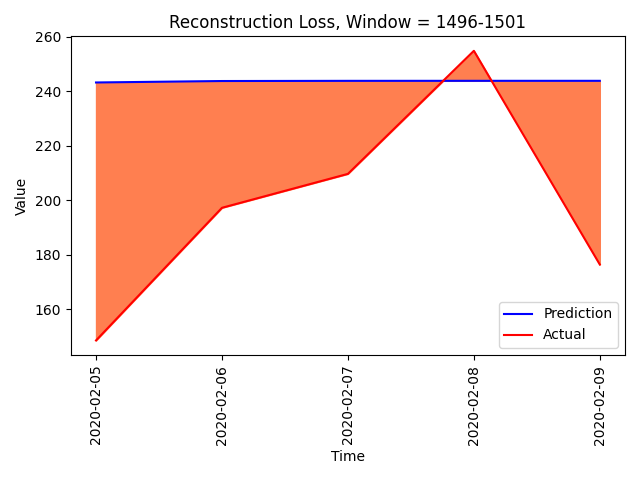 Reconstruction Loss, Window = 1496-1501
Value
260
240
220
200
180
160
Prediction
Actual
2020-02-05
2020-02-06
2020-02-07
2020-02-08
2020-02-09
Time